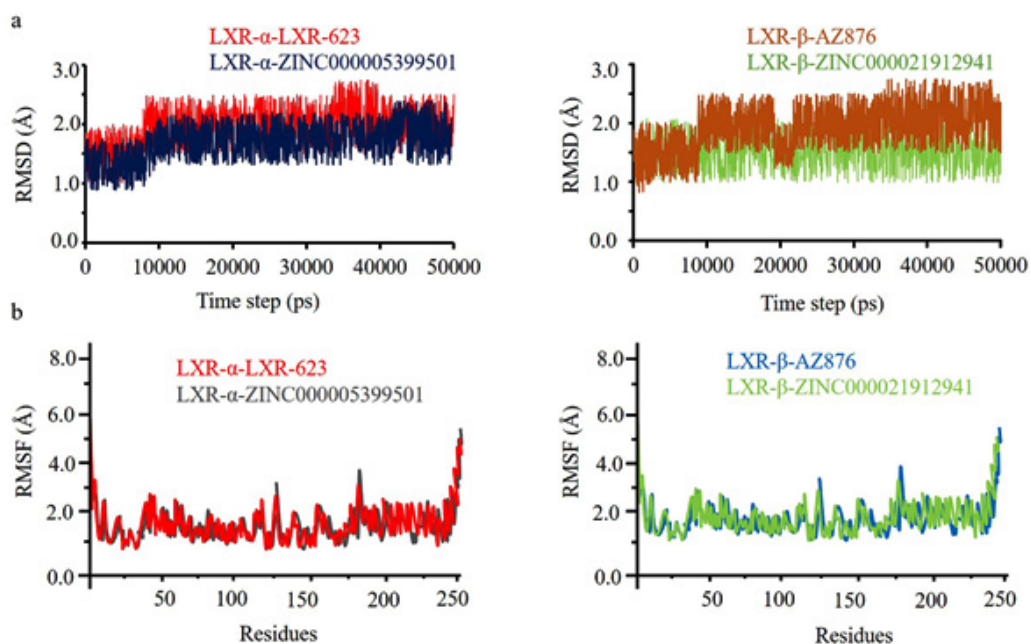 a
LXR-α-LXR-623
LXR-α-ZINC000005399501
3.0
2.0
1.0
0.0
RMSD (Å)
0 10000 20000 30000 40000 50000
Time step (ps)
LXR-β-AZ876
LXR-β-ZINC000021912941
3.0
2.0
1.0
0.0
RMSD (Å)
0 10000 20000 30000 40000 50000
Time step (ps)
b
LXR-α-LXR-623
LXR-α-ZINC000005399501
8.0
6.0
4.0
2.0
0.0
RMSF (Å)
50 100 150 200 250
Residues
LXR-β-AZ876
LXR-β-ZINC000021912941
8.0
6.0
4.0
2.0
0.0
RMSF (Å)
50 100 150 200 250
Residues